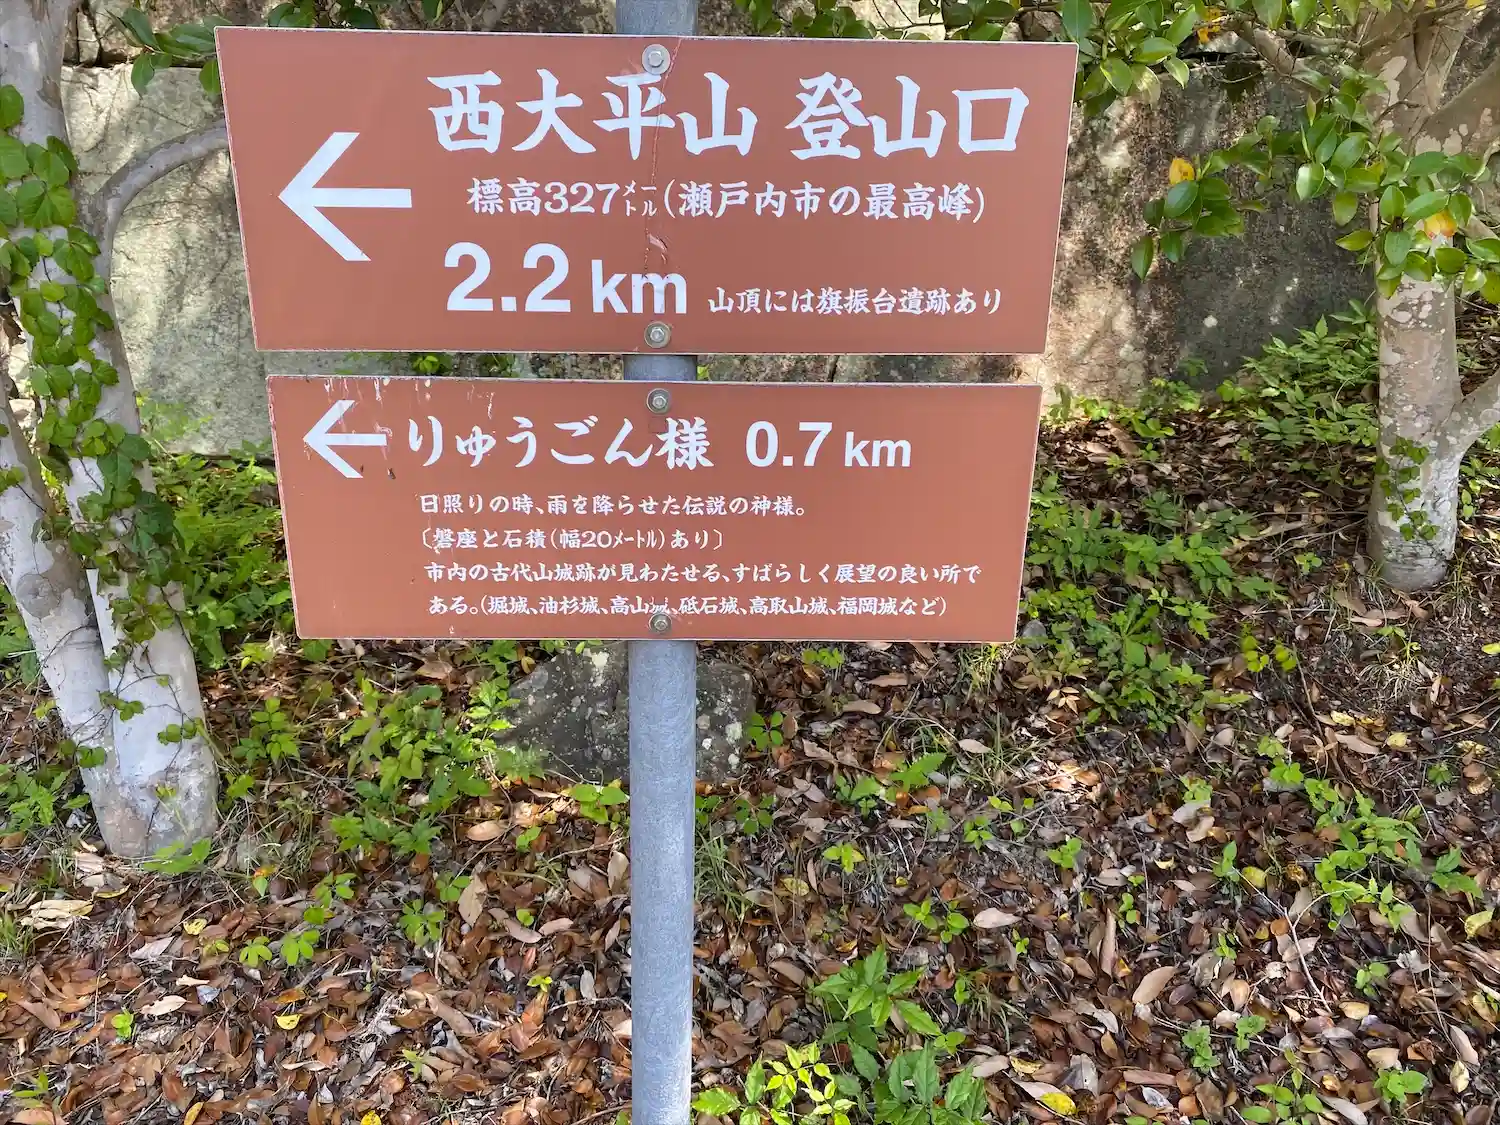 西大平山 登山口
標高327メートル(瀬戸内市の最高峰)
2.2km 山頂には旗振台遺跡あり
りゅうごん様 0.7km
日照りの時、雨を降らせた伝説の神様。
〔磐座と石積(幅20メートル)あり〕
市内の古代山城跡が見わたせる、すばらしく展望の良い所で
ある。(堀城、油杉城、高山城、砥石城、高取山城、福岡城など)